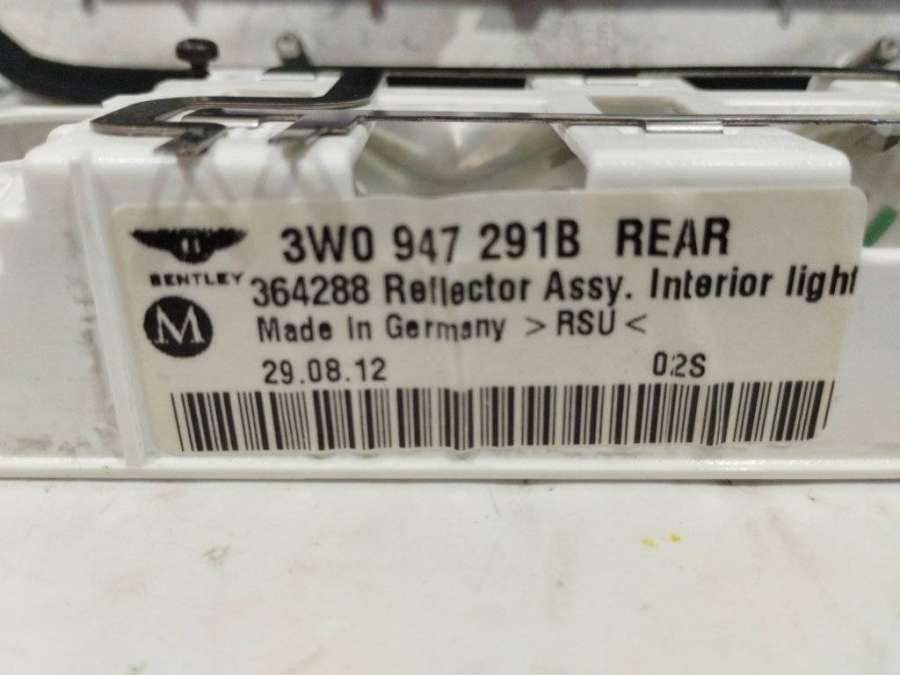 3W0 947 291B REAR
BENTLEY
364288 Reflector Assy. Interior light
M Made in Germany >RSU<
29.08.12 02S